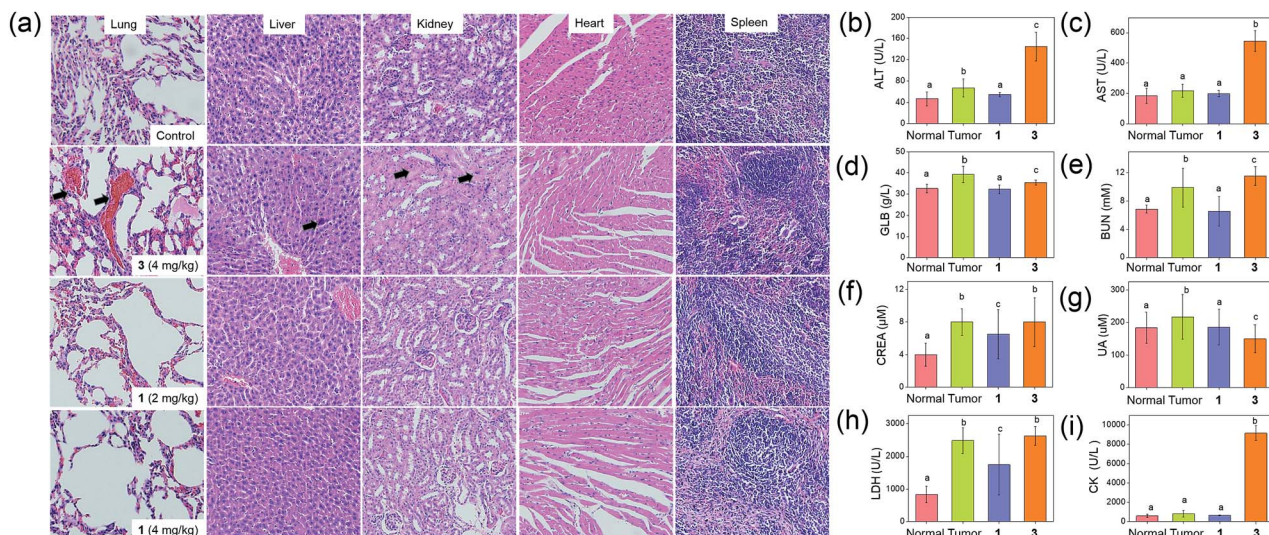 (a)
Lung Liver Kidney Heart Spleen
Control
3 (4 mg/kg)
1 (2 mg/kg)
1 (4 mg/kg)
(b)
ALT (U/L)
200
160
120
80
40
0
a b a c
Normal Tumor 1 3
(c)
AST (U/L)
600
400
200
0
a a a b
Normal Tumor 1 3
(d)
GLB (g/L)
50
40
30
20
10
0
a b a c
Normal Tumor 1 3
(e)
BUN (mM)
12
8
4
0
a b a c
Normal Tumor 1 3
(f)
CREA (µM)
12
8
4
0
a b c b
Normal Tumor 1 3
(g)
UA (uM)
300
200
100
0
a b a c
Normal Tumor 1 3
(h)
LDH (U/L)
3000
2000
1000
0
a b c b
Normal Tumor 1 3
(i)
CK (U/L)
10000
8000
6000
4000
2000
0
a a a b
Normal Tumor 1 3